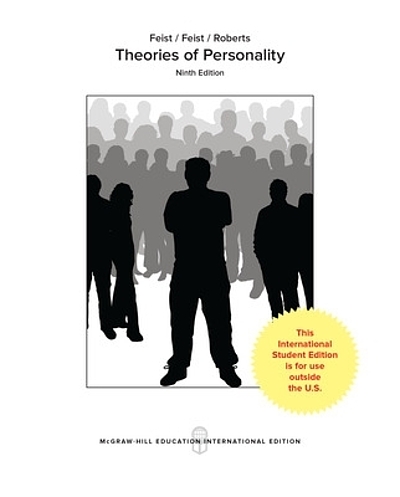 Feist / Feist / Roberts
Theories of Personality
Ninth Edition
This
International
Student Edition
is for use
outside
the U.S.
McGRAW-HILL EDUCATION INTERNATIONAL EDITION